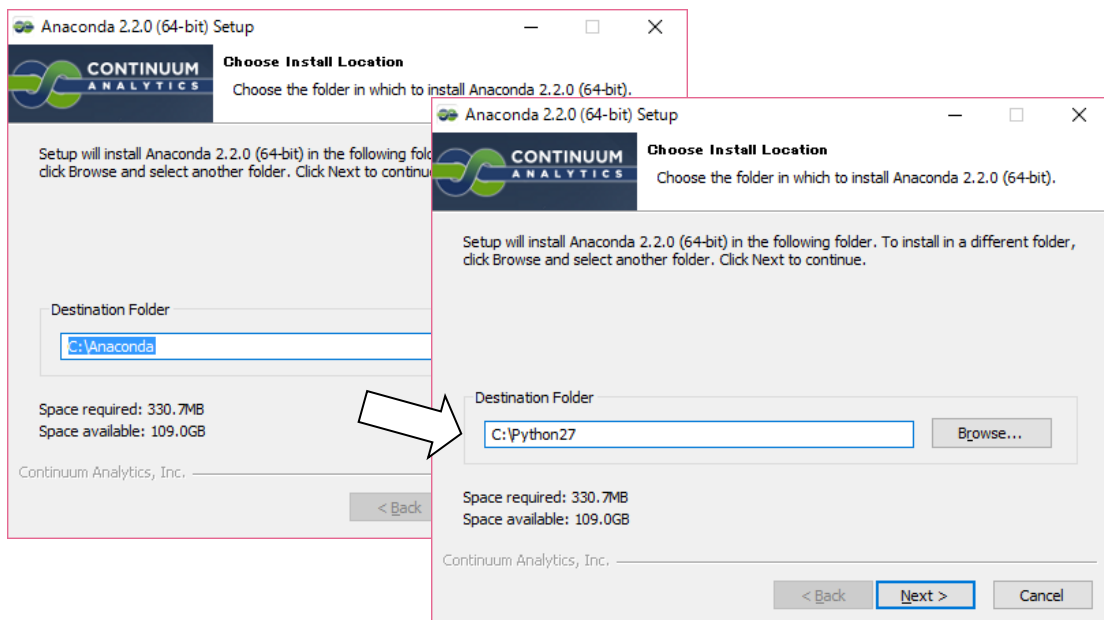 Anaconda 2.2.0 (64-bit) Setup
CONTINUUM
ANALYTICS
Choose Install Location
Choose the folder in which to install Anaconda 2.2.0 (64-bit).
Setup will install Anaconda 2.2.0 (64-bit) in the following
click Browse and select another folder. Click Next to
Destination Folder
C:\Anaconda
Space required: 330.7MB
Space available: 109.0GB
Continuum Analytics, Inc.
< Back
Anaconda 2.2.0 (64-bit) Setup
CONTINUUM
ANALYTICS
Choose Install Location
Choose the folder in which to install Anaconda 2.2.0 (64-bit).
Setup will install Anaconda 2.2.0 (64-bit) in the following folder. To install in a different folder,
click Browse and select another folder. Click Next to continue.
Destination Folder
C:\Python27
Browse...
Space required: 330.7MB
Space available: 109.0GB
Continuum Analytics, Inc.
< Back
Next >
Cancel